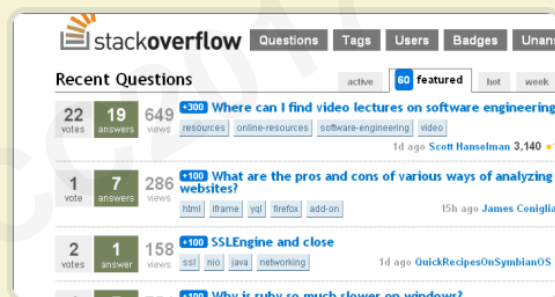 stackoverflow Questions Tags Users Badges
Recent Questions active 60 featured hot week
22 votes 19 answers 649 views +300 Where can I find video lectures on software engineering
resources online-resources software-engineering video
1d ago Scott Hanselman 3,140
1 vote 7 answers 286 views +100 What are the pros and cons of various ways of analyzing
websites?
html iframe yql firefox add-on 15h ago James
2 votes 1 answer 158 views +100 SSLEngine and close
ssl nio java networking 1d ago QuickRecipesOnSymbianOS
+100 Why is ruby so much slower on windows?